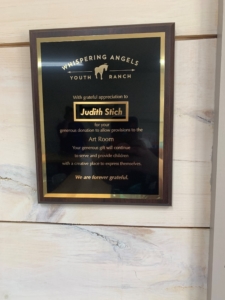 WHISPERING ANGELS
YOUTH RANCH
With grateful appreciation to
Judith Stich
for your
generous donation to allow provisions to the
Art Room
Your generous gift will continue
to serve and provide children
with a creative place to express themselves.
We are forever grateful.